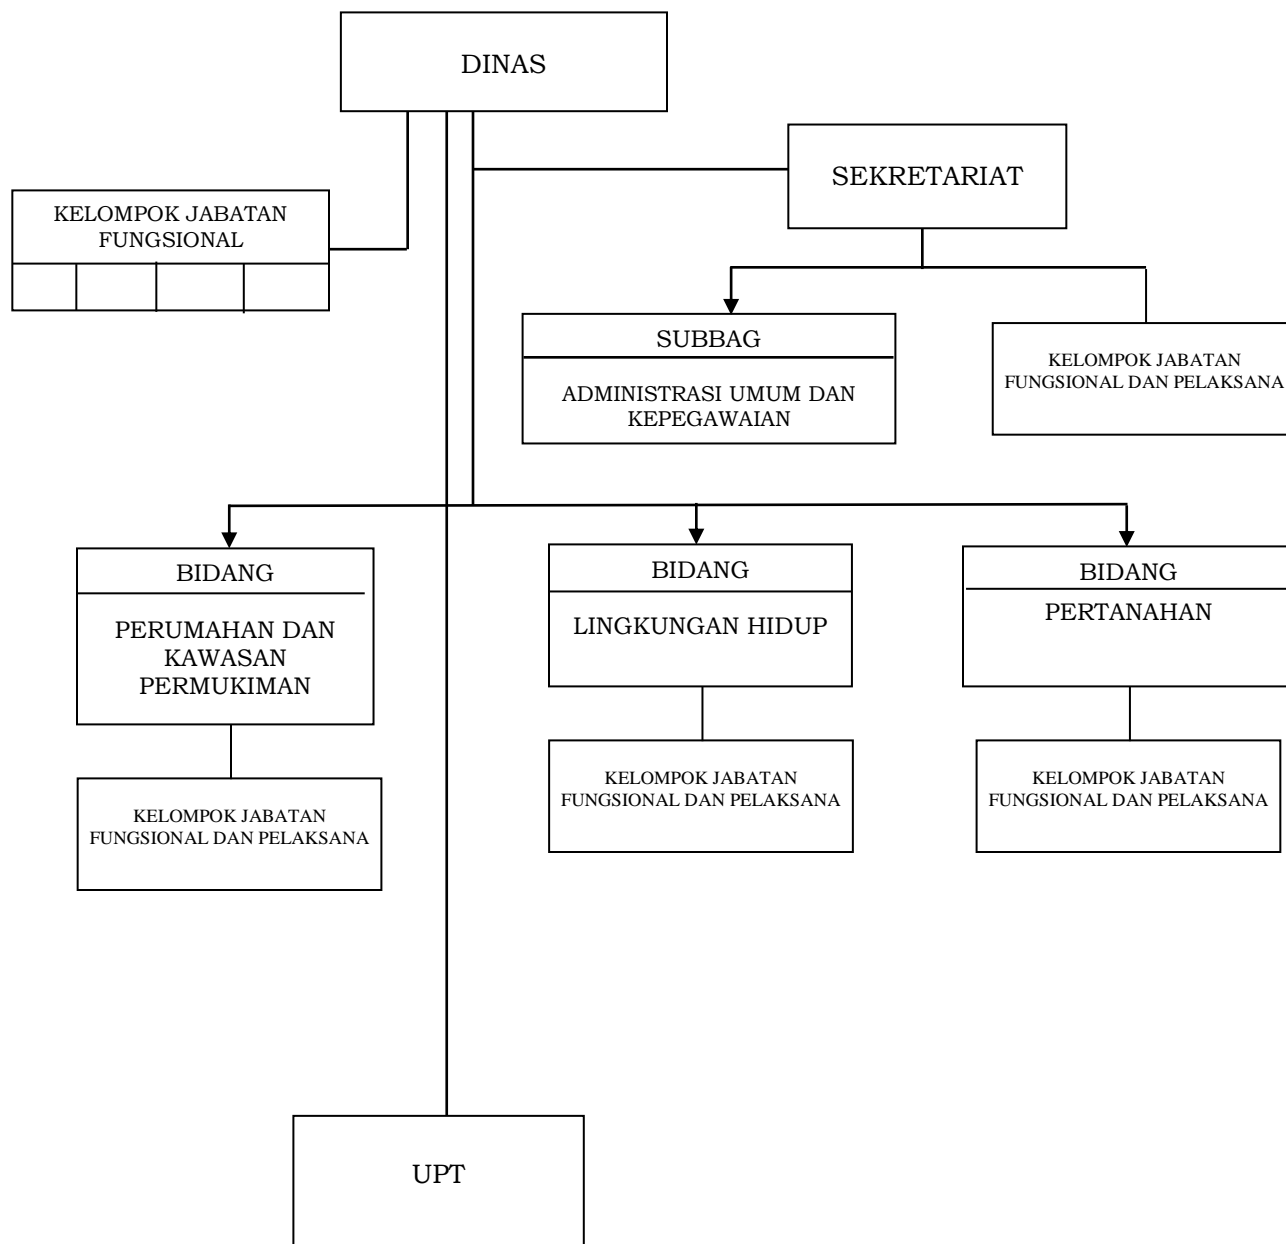 DINAS
SEKRETARIAT
KELOMPOK JABATAN
FUNGSIONAL
SUBBAG
ADMINISTRASI UMUM DAN
KEPEGAWAIAN
KELOMPOK JABATAN
FUNGSIONAL DAN PELAKSANA
BIDANG
PERUMAHAN DAN
KAWASAN
PERMUKIMAN
BIDANG
LINGKUNGAN HIDUP
BIDANG
PERTANAHAN
KELOMPOK JABATAN
FUNGSIONAL DAN PELAKSANA
KELOMPOK JABATAN
FUNGSIONAL DAN PELAKSANA
KELOMPOK JABATAN
FUNGSIONAL DAN PELAKSANA
UPT